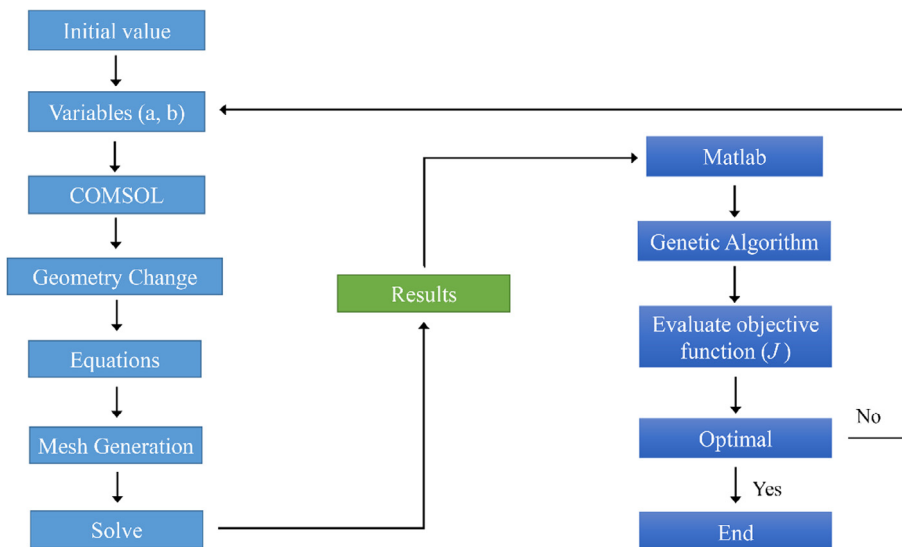 Initial value
Variables (a, b)
COMSOL
Geometry Change
Equations
Mesh Generation
Solve
Results
Matlab
Genetic Algorithm
Evaluate objective
function (J)
Optimal
No
Yes
End